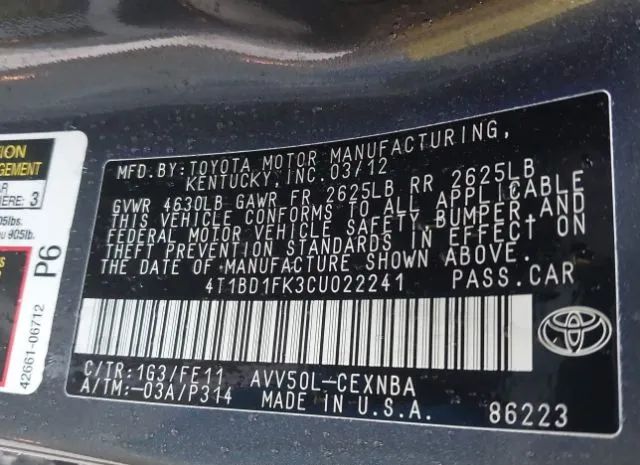 MFD. BY: TOYOTA MOTOR MANUFACTURING,
KENTUCKY, INC. 03/12
GVWR 4630LB GAWR FR 2625LB RR 2625LB
THIS VEHICLE CONFORMS TO ALL APPLICABLE
FEDERAL MOTOR VEHICLE SAFETY, BUMPER, AND
THEFT PREVENTION STANDARDS IN EFFECT ON
THE DATE OF MANUFACTURE SHOWN ABOVE.
4T1BD1FK3CU022241 PASS.CAR
C/TR:1G3/FE11 AVV50L-CEXNBA
A/TM:-03A/P314 MADE IN U.S.A. 86223
TOYOTA
3
905lb.
P6
42661-06712